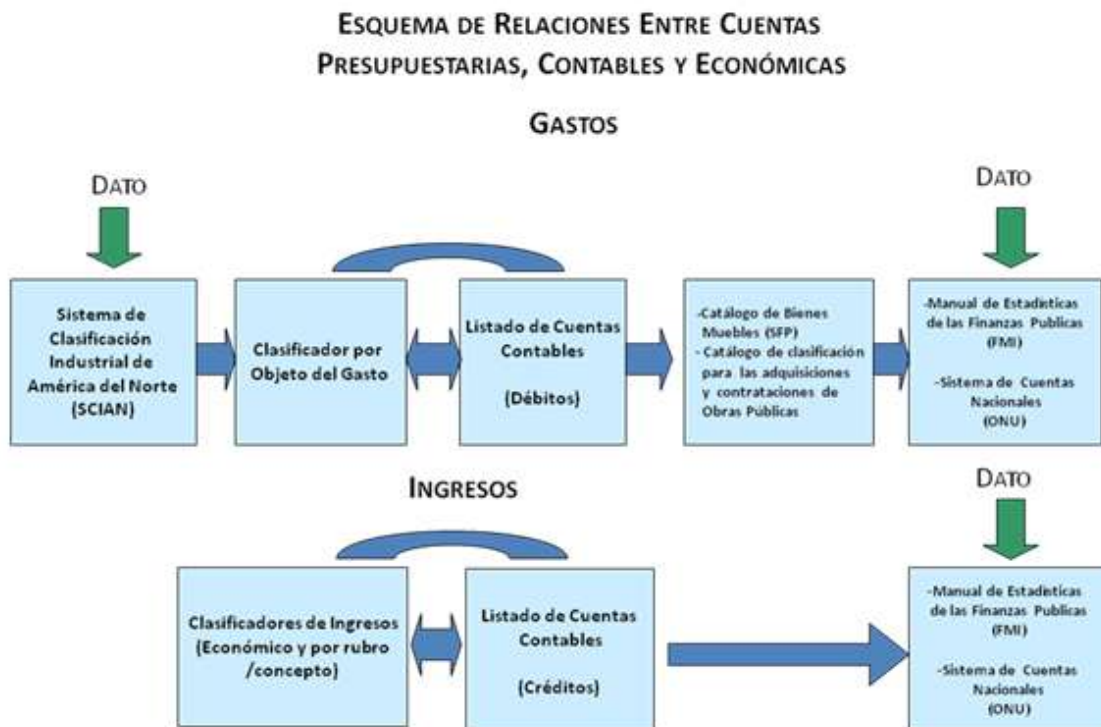 ESQUEMA DE RELACIONES ENTRE CUENTAS
PRESUPUESTARIAS, CONTABLES Y ECONÓMICAS
GASTOS
DATO
DATO
Sistema de
Clasificación
Industrial de
América del Norte
(SCIAN)
Clasificador por
Objeto del Gasto
Listado de Cuentas
Contables
(Débitos)
-Catálogo de Bienes
Muebles (SFP)
- Catálogo de clasificación
para las adquisiciones
y contrataciones de
Obras Públicas
-Manual de Estadísticas
de las Finanzas Publicas
(FMI)
-Sistema de Cuentas
Nacionales
(ONU)
INGRESOS
DATO
Clasificadores de Ingresos
(Económico y por rubro
/concepto)
Listado de Cuentas
Contables
(Créditos)
-Manual de Estadísticas
de las Finanzas Publicas
(FMI)
-Sistema de Cuentas
Nacionales
(ONU)